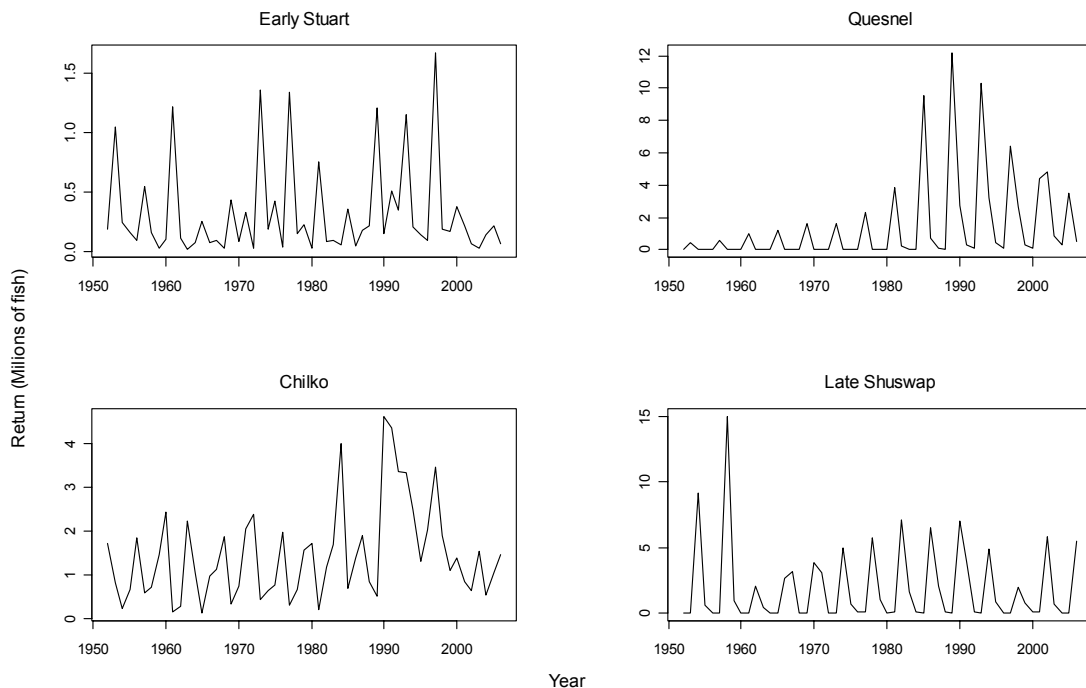 Early Stuart
0.0 0.5 1.0 1.5
1950 1960 1970 1980 1990 2000
Quesnel
0 2 4 6 8 10 12
1950 1960 1970 1980 1990 2000
Chilko
0 1 2 3 4
1950 1960 1970 1980 1990 2000
Late Shuswap
0 5 10 15
1950 1960 1970 1980 1990 2000
Return (Millions of fish)
Year